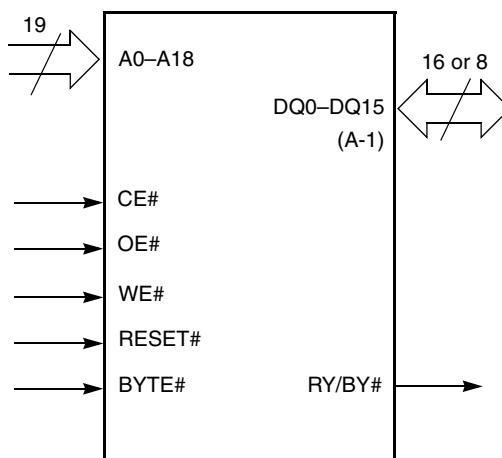 19
A0–A18
16 or 8
DQ0–DQ15
(A-1)
CE#
OE#
WE#
RESET#
BYTE#
RY/BY#